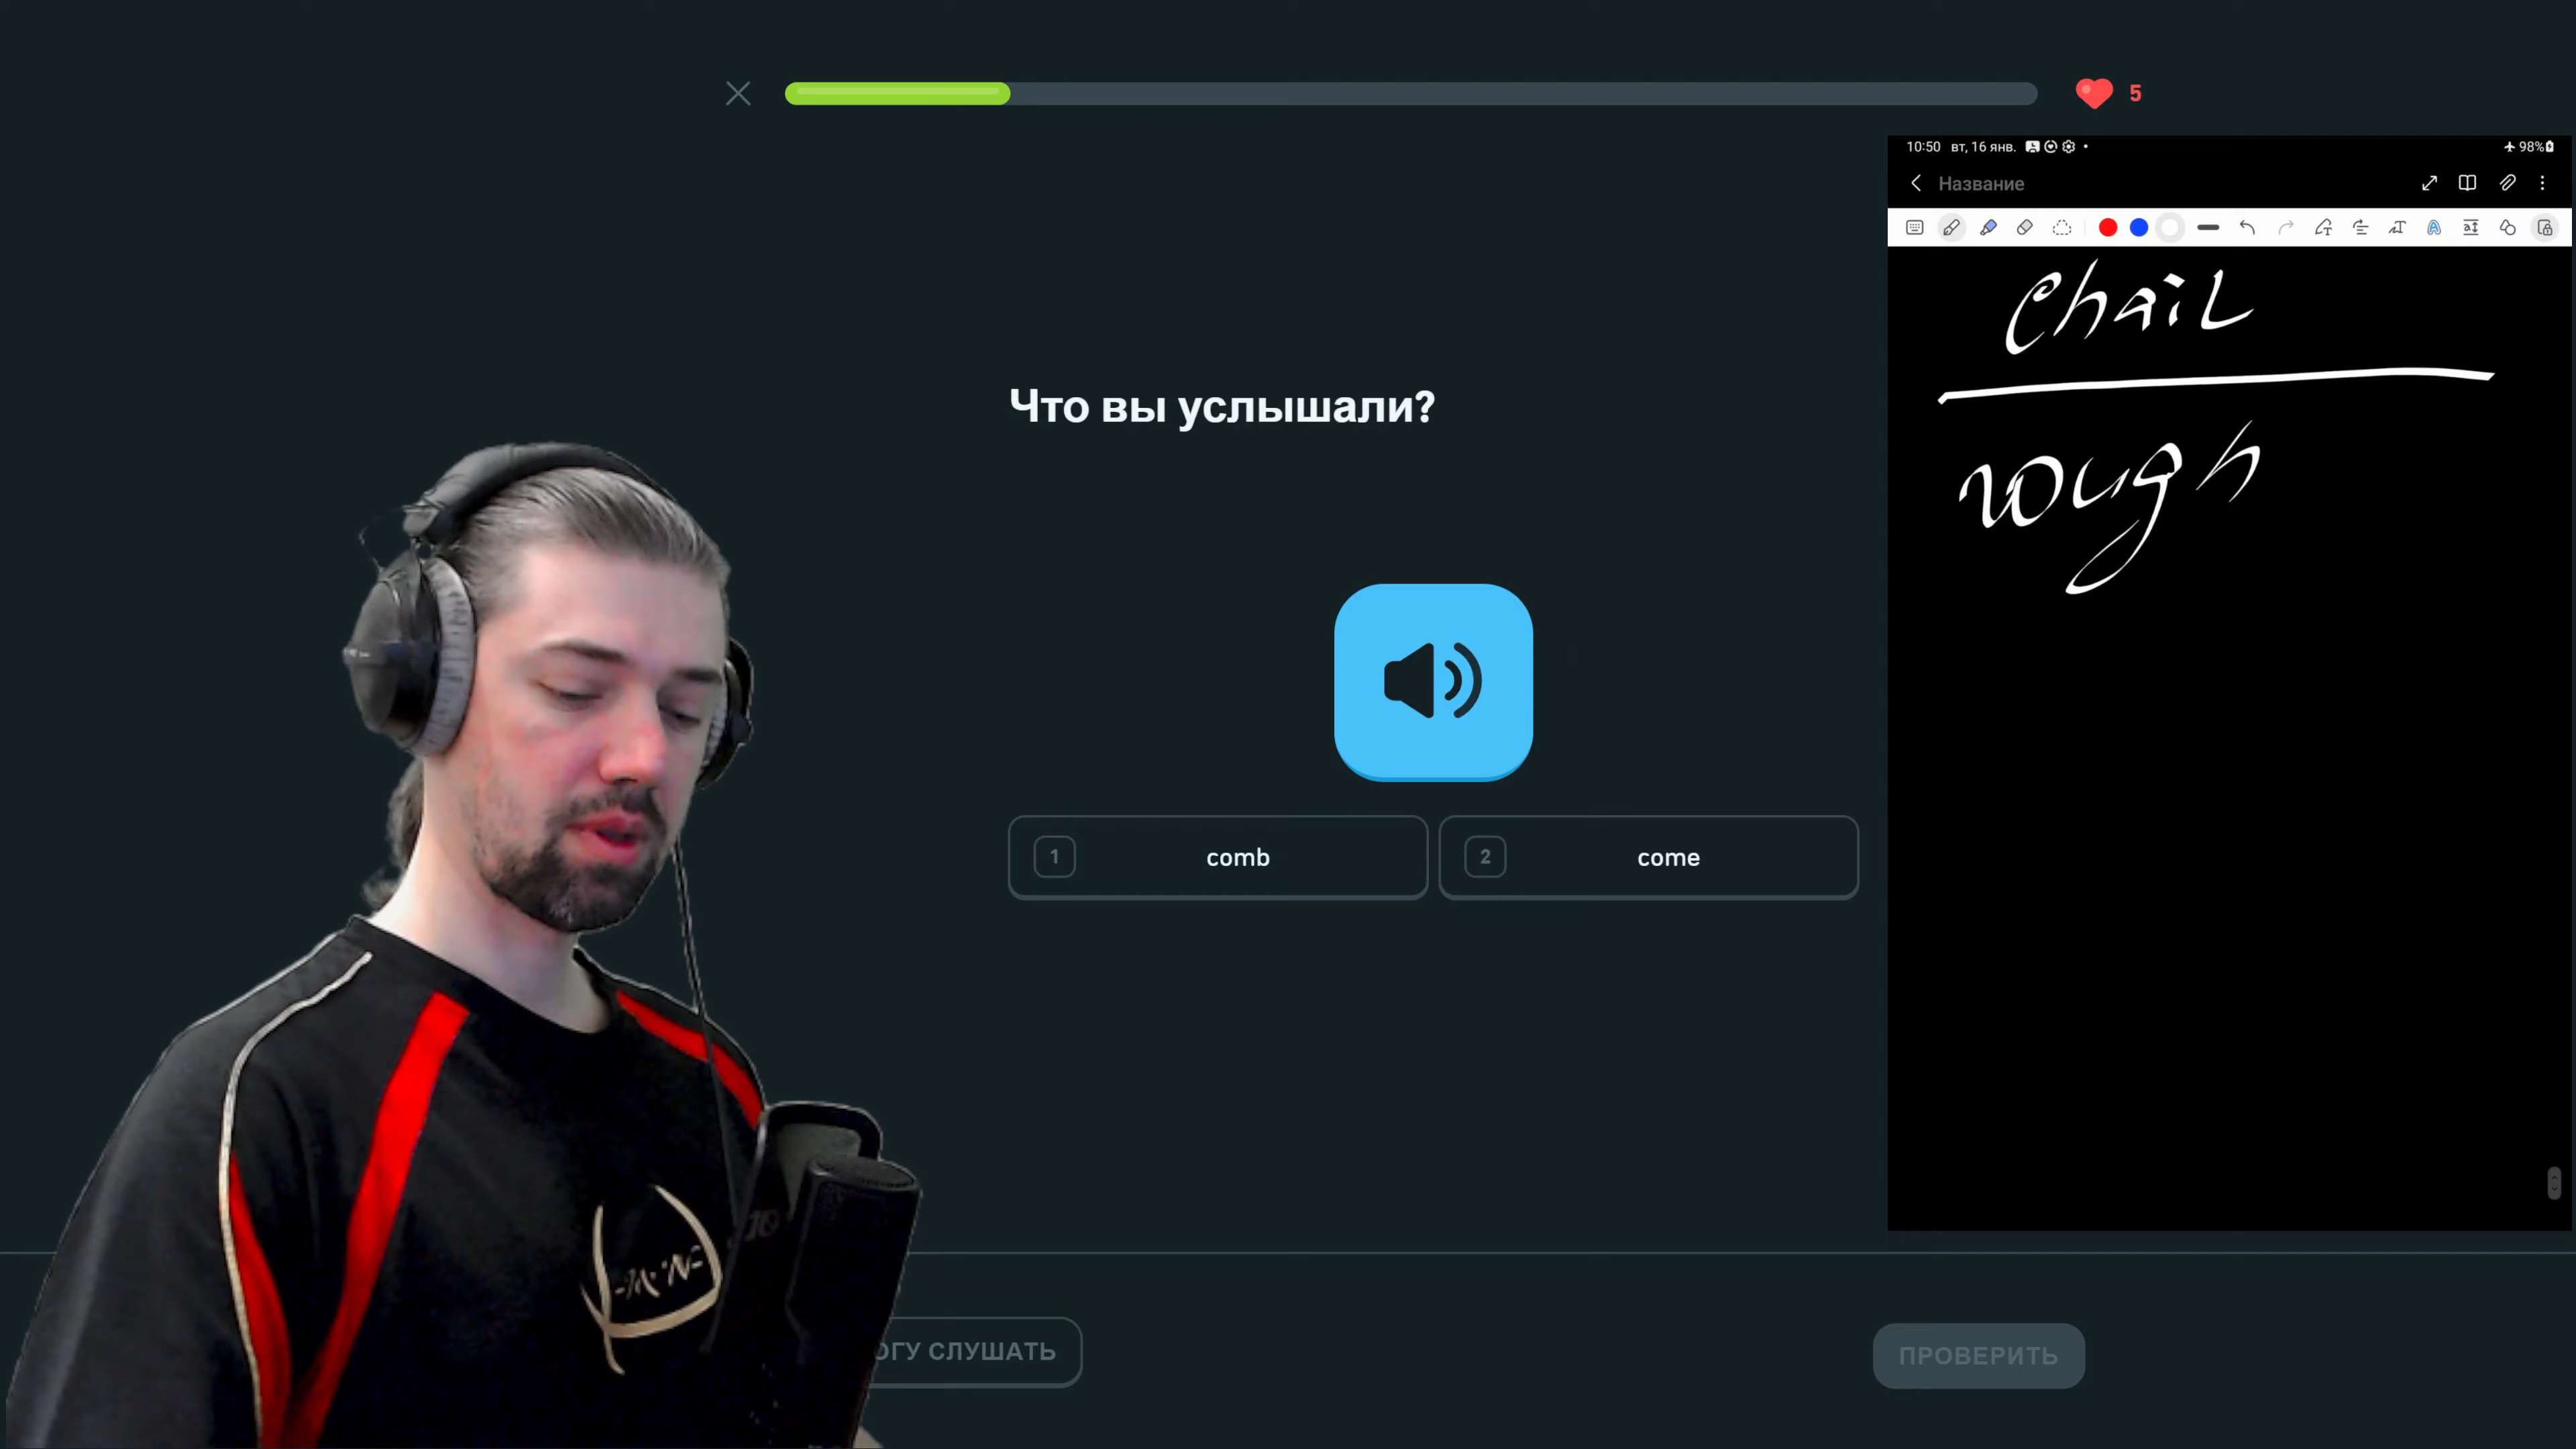 5
10:50 вт, 16 янв. 98%
Название
Chail
rough
Что вы услышали?
1 comb
2 come
ОГУ СЛУШАТЬ
ПРОВЕРИТЬ